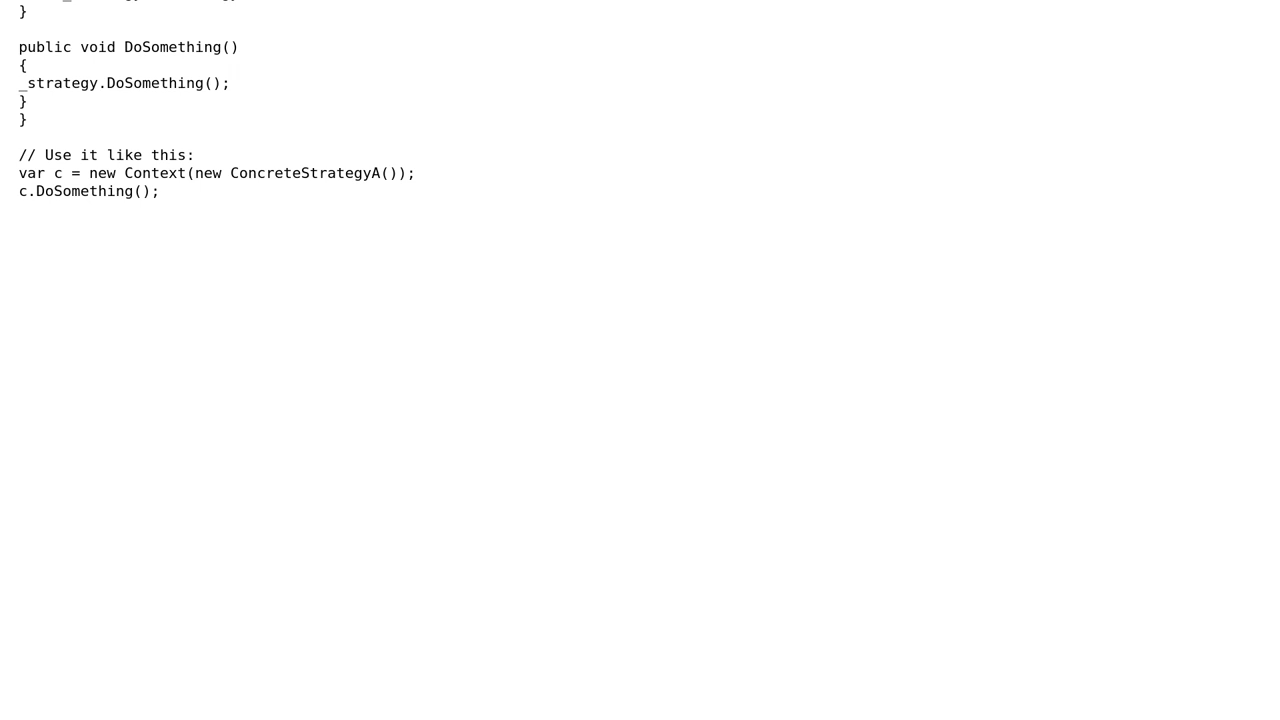 }
public void DoSomething()
{
_strategy.DoSomething();
}
}
// Use it like this:
var c = new Context(new ConcreteStrategyA());
c.DoSomething();